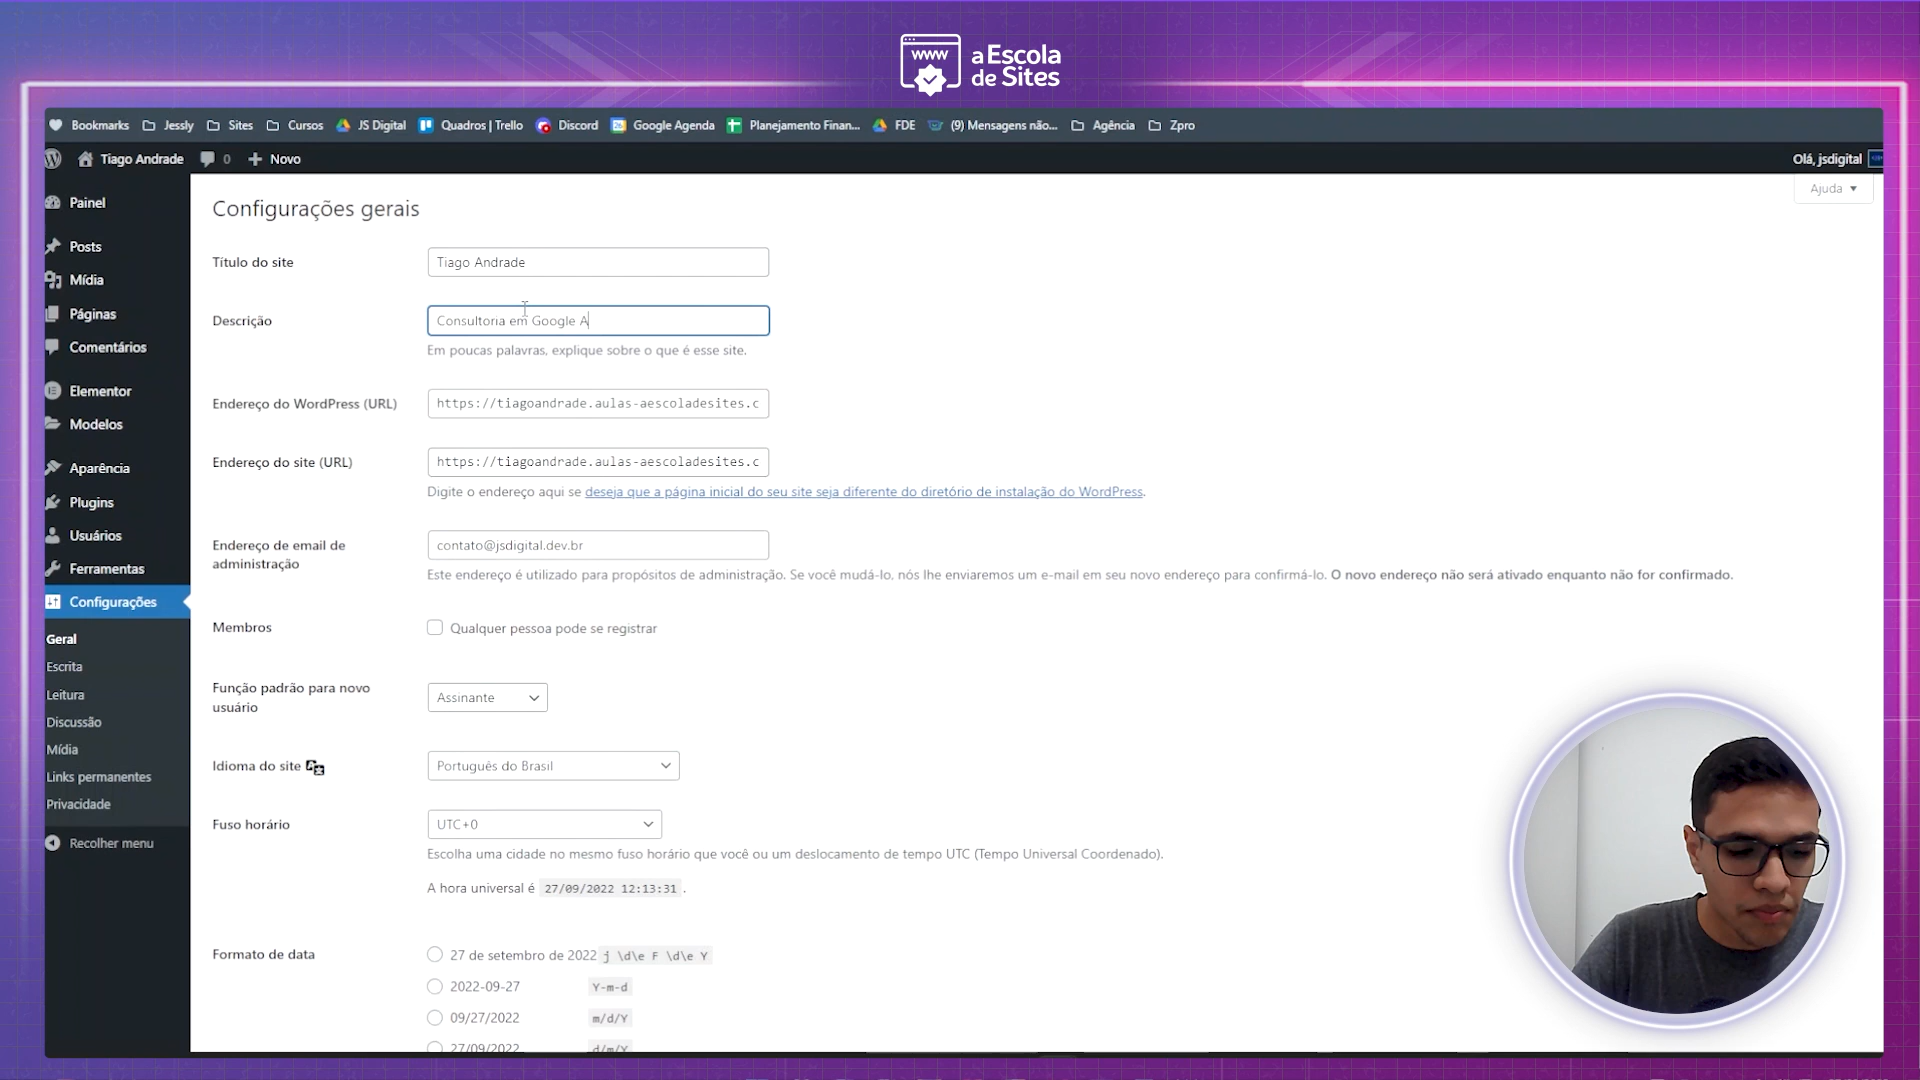 www
a Escola
de Sites
Bookmarks Jessly Sites Cursos JS Digital Quadros | Trello Discord Google Agenda Planejamento Finan... FDE (9) Mensagens não... Agência Zpro
Tiago Andrade 0 Novo Olá, jsdigital
Ajuda
Painel
Posts
Mídia
Páginas
Comentários
Elementor
Modelos
Aparência
Plugins
Usuários
Ferramentas
Configurações
Geral
Escrita
Leitura
Discussão
Mídia
Links permanentes
Privacidade
Recolher menu
Configurações gerais
Título do site Tiago Andrade
Descrição Consultoria em Google A
Em poucas palavras, explique sobre o que é esse site.
Endereço do WordPress (URL) https://tiagoandrade.aulas-aescoladesites.c
Endereço do site (URL) https://tiagoandrade.aulas-aescoladesites.c
Digite o endereço aqui se deseja que a página inicial do seu site seja diferente do diretório de instalação do WordPress.
Endereço de email de
administração
contato@jsdigital.dev.br
Este endereço é utilizado para propósitos de administração. Se você mudá-lo, nós lhe enviaremos um e-mail em seu novo endereço para confirmá-lo. O novo endereço não será ativado enquanto não for confirmado.
Membros Qualquer pessoa pode se registrar
Função padrão para novo
usuário
Assinante
Idioma do site Português do Brasil
Fuso horário UTC+0
Escolha uma cidade no mesmo fuso horário que você ou um deslocamento de tempo UTC (Tempo Universal Coordenado).
A hora universal é 27/09/2022 12:13:31 .
Formato de data 27 de setembro de 2022 j \d\e F \d\e Y
2022-09-27 Y-m-d
09/27/2022 m/d/Y
27/09/2022 d/m/Y